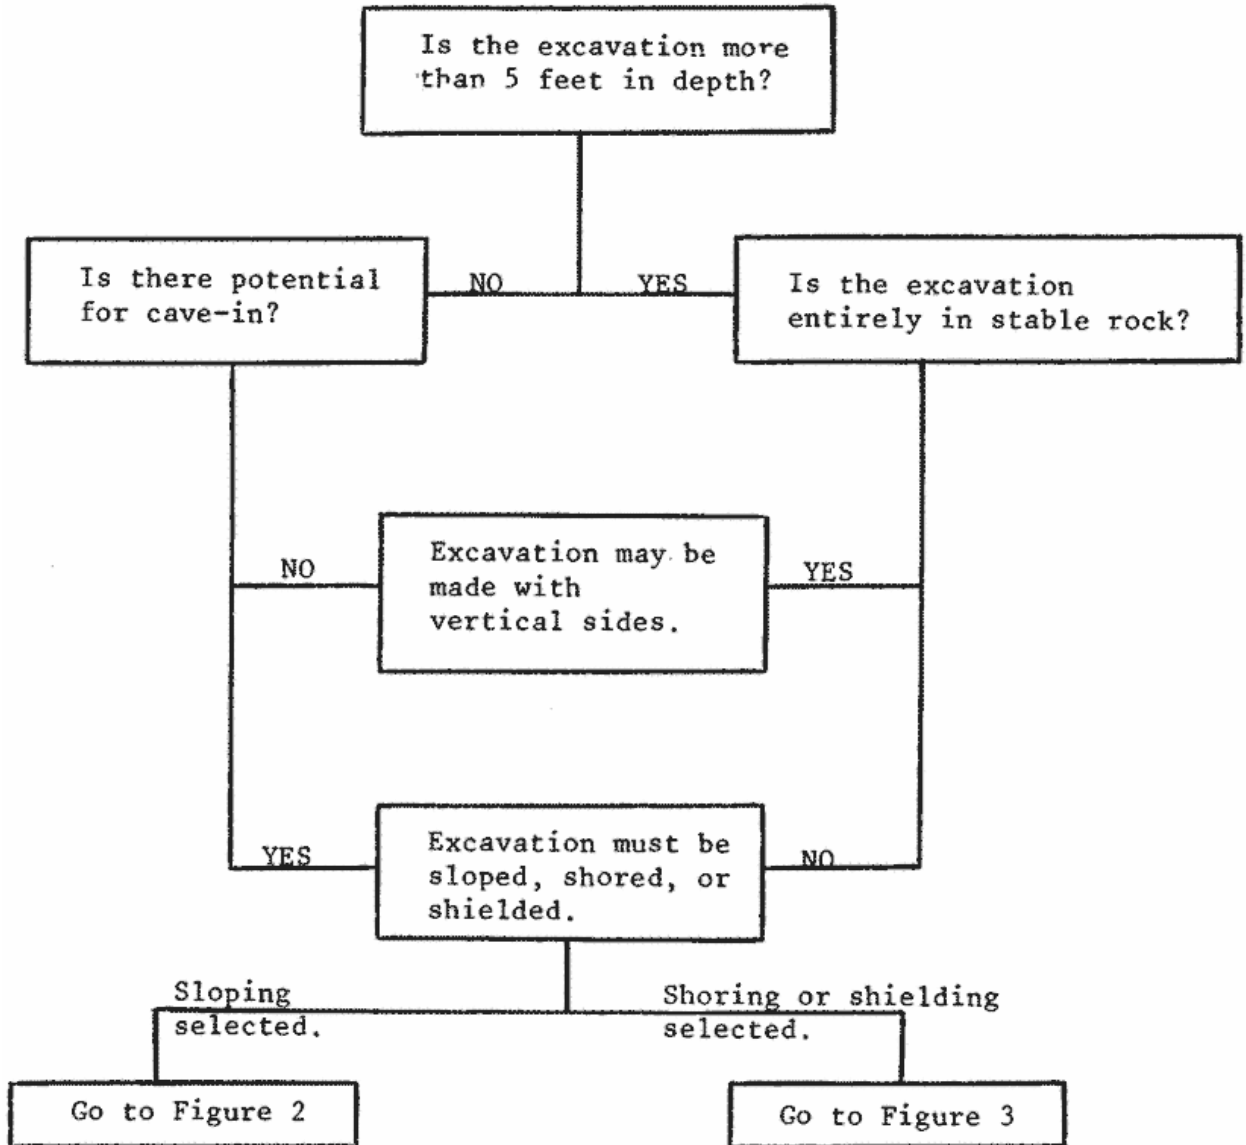 Is the excavation more
than 5 feet in depth?
Is there potential
for cave-in?
NO
YES
Is the excavation
entirely in stable rock?
NO
Excavation may be
made with
vertical sides.
YES
YES
Excavation must be
sloped, shored, or
shielded.
NO
Sloping
selected.
Shoring or shielding
selected.
Go to Figure 2
Go to Figure 3